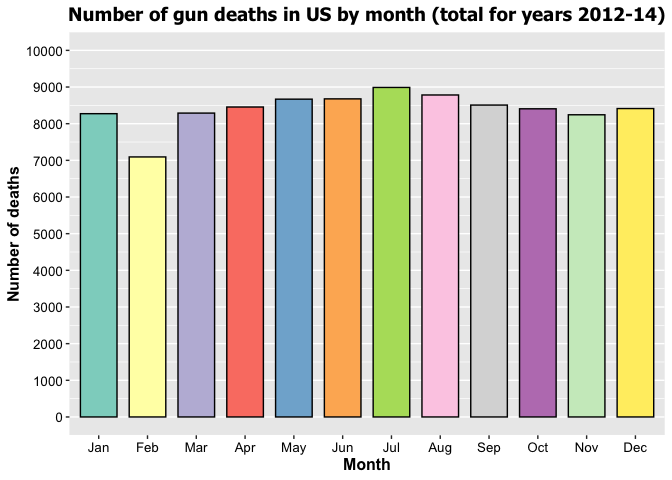 Number of gun deaths in US by month (total for years 2012-14)
Number of deaths
10000
9000
8000
7000
6000
5000
4000
3000
2000
1000
0
Jan Feb Mar Apr May Jun Jul Aug Sep Oct Nov Dec
Month